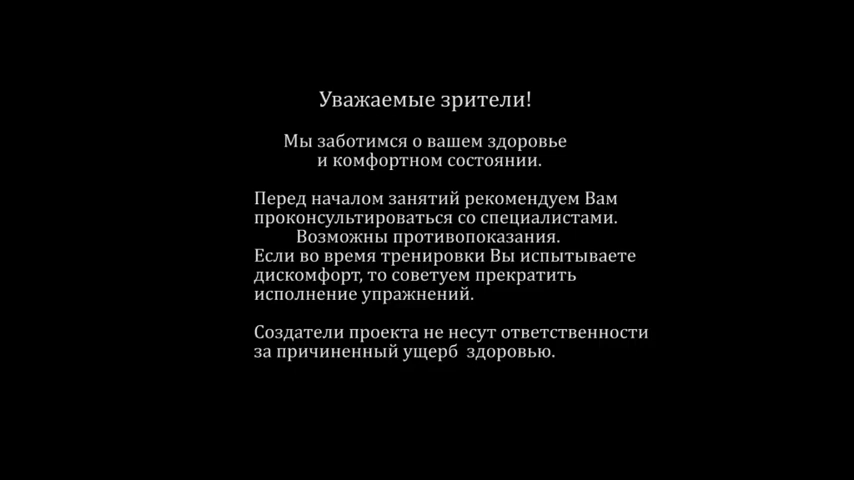 Уважаемые зрители!
Мы заботимся о вашем здоровье
и комфортном состоянии.
Перед началом занятий рекомендуем Вам
проконсультироваться со специалистами.
Возможны противопоказания.
Если во время тренировки Вы испытываете
дискомфорт, то советуем прекратить
исполнение упражнений.
Создатели проекта не несут ответственности
за причиненный ущерб  здоровью.